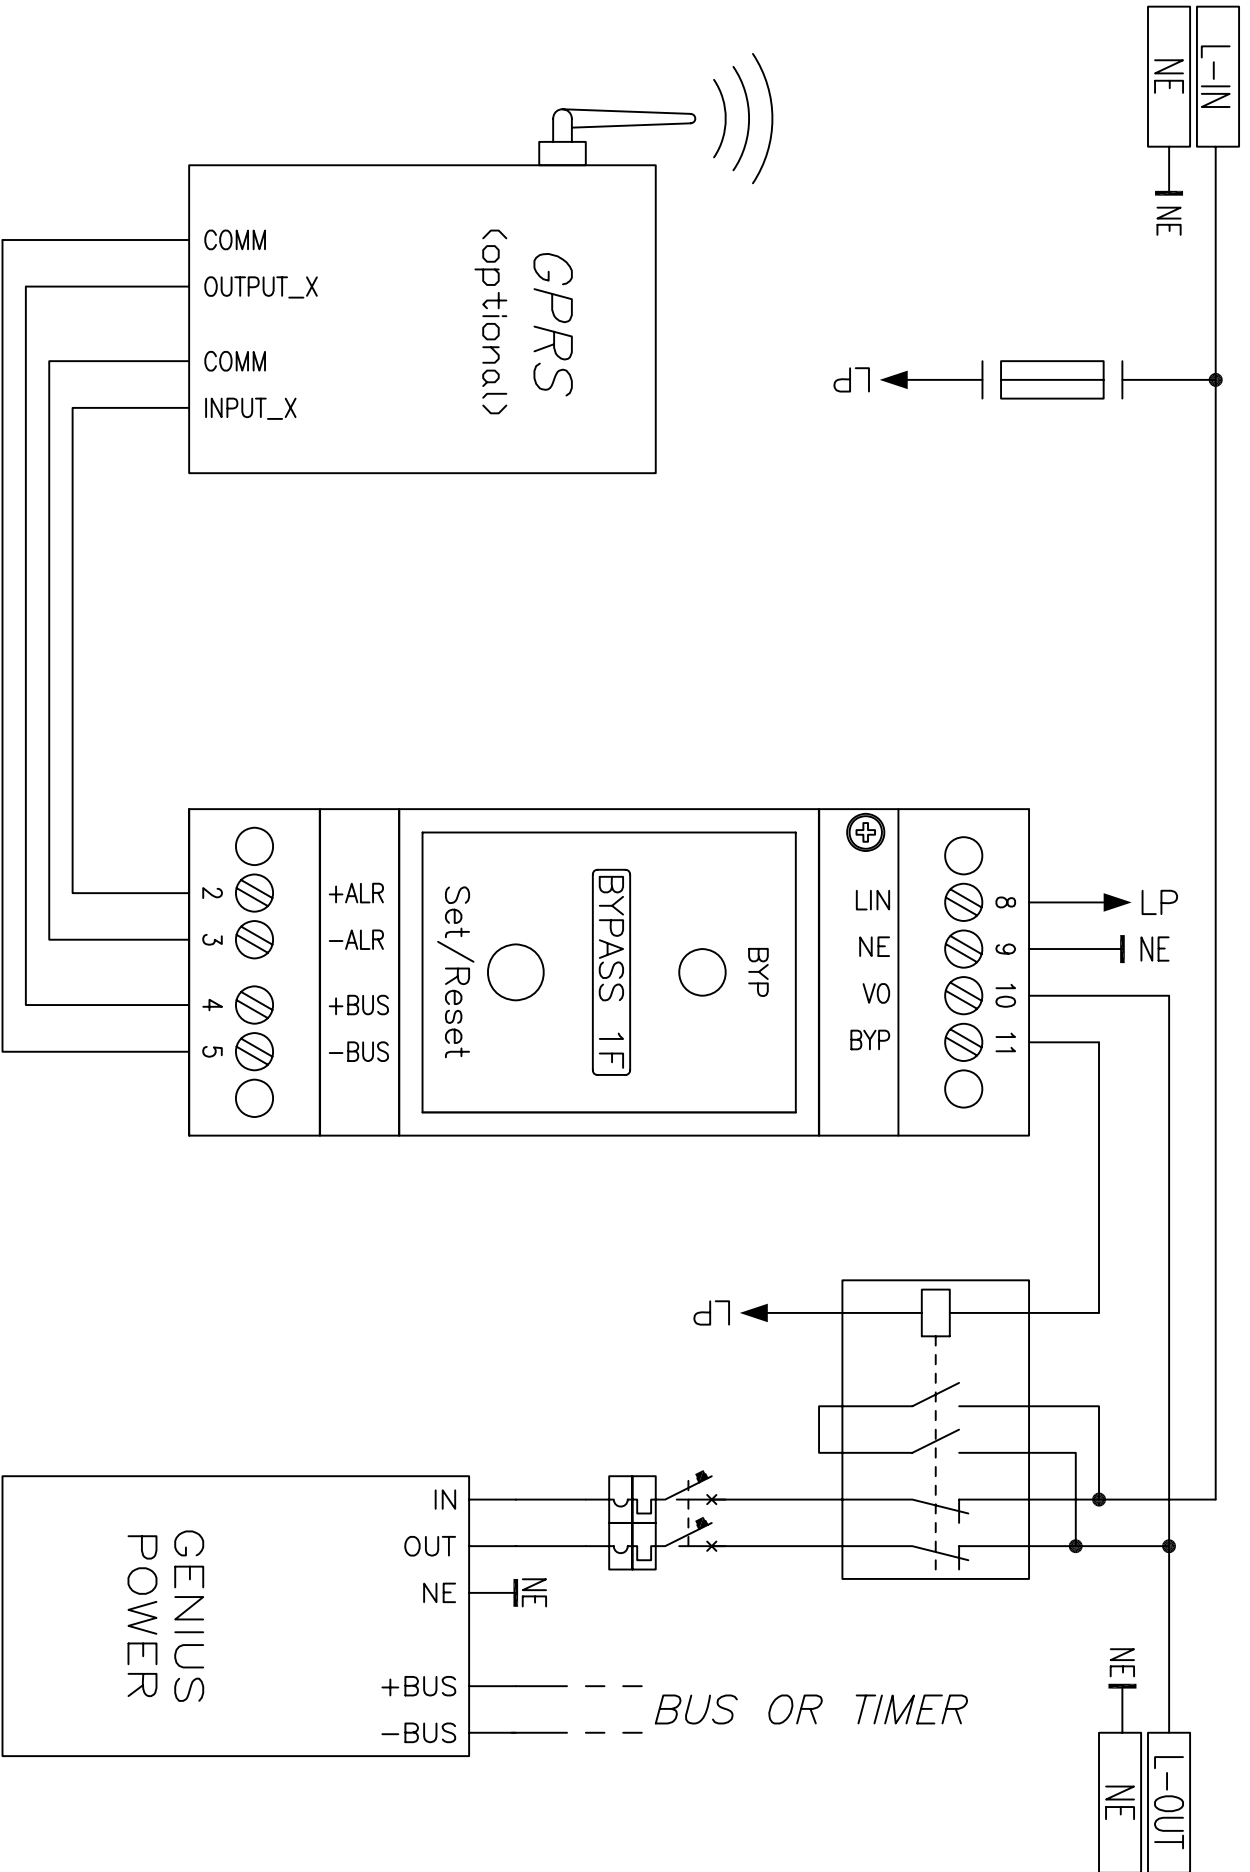 L-IN
NE
NE
LP
GPRS
(optional)
COMM
OUTPUT_X
COMM
INPUT_X
+ALR
-ALR
+BUS
-BUS
2
3
4
5
Set/Reset
BYPASS 1F
BYP
LIN
NE
VO
BYP
8
9
10
11
LP
NE
LP
IN
OUT
NE
+BUS
-BUS
NE
GENIUS
POWER
BUS OR TIMER
NE
L-OUT
NE